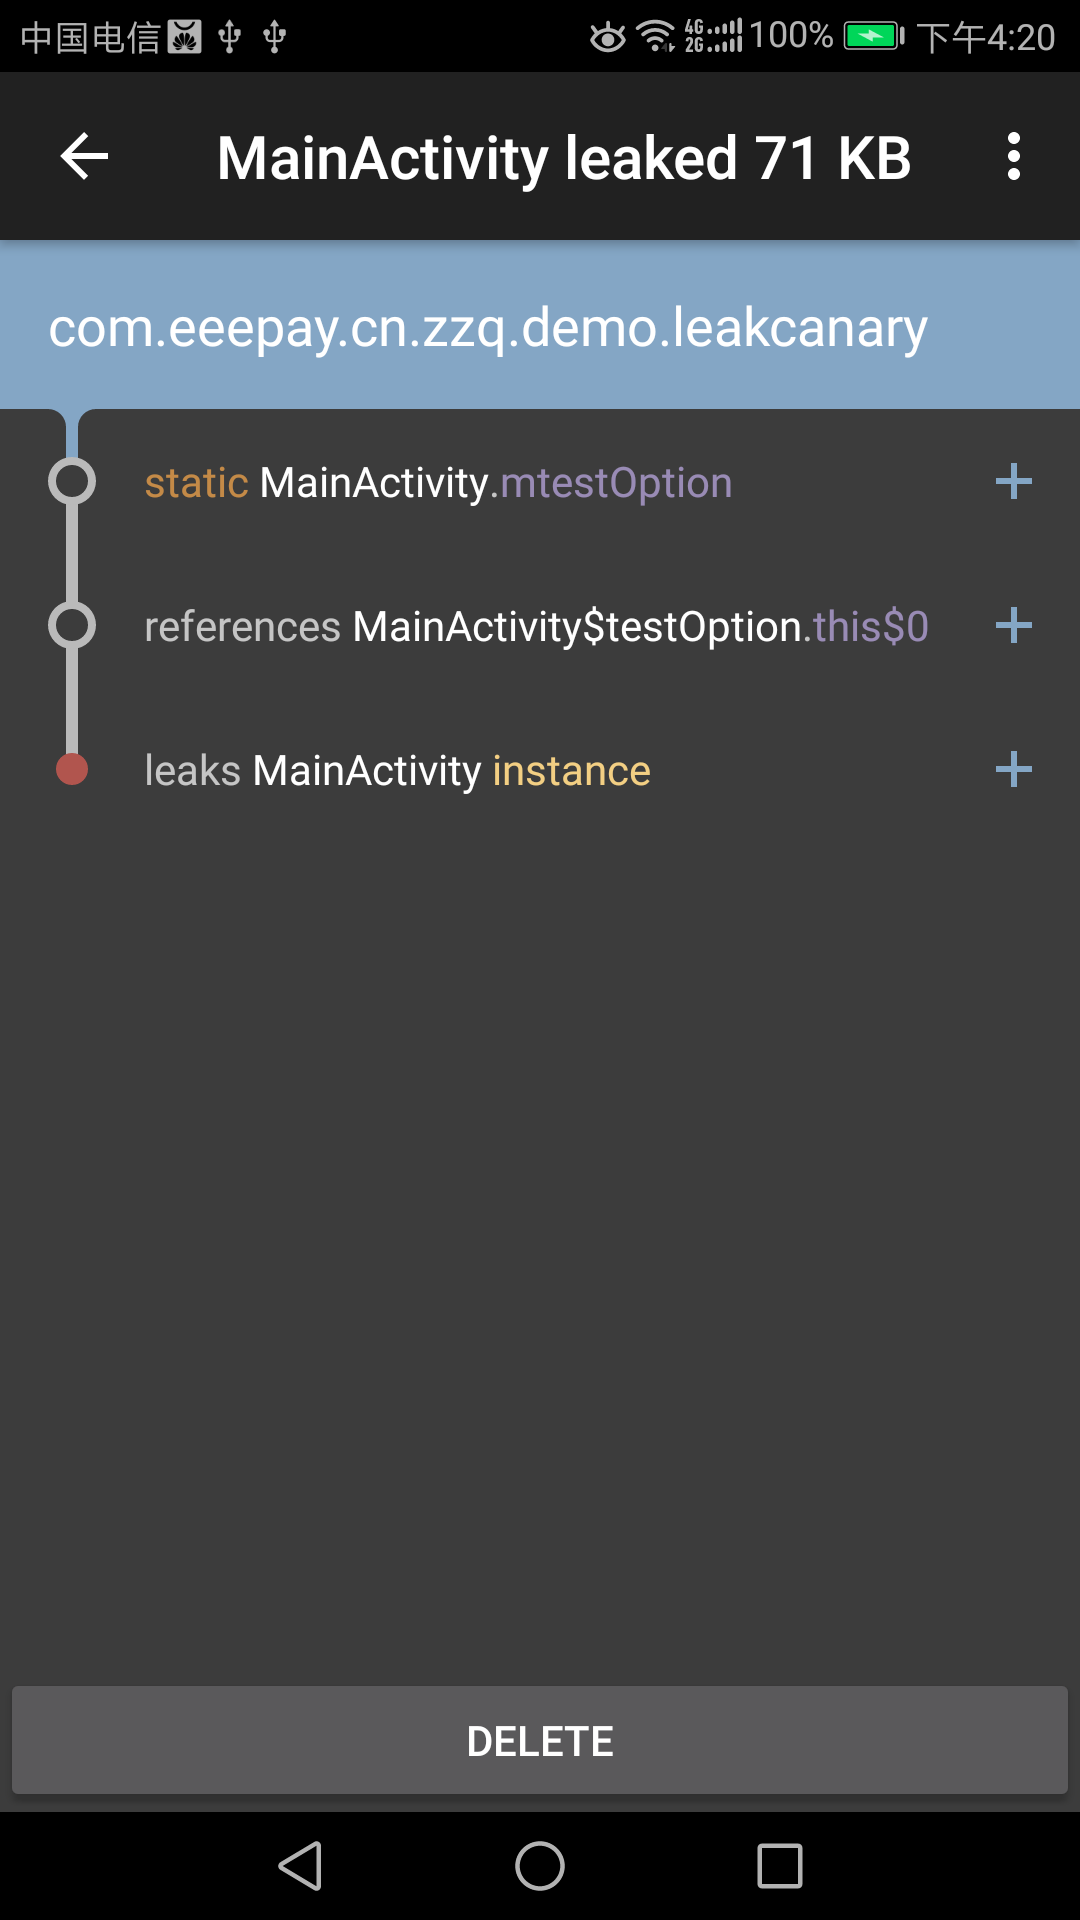 中国电信 4G 2G 100% 下午4:20
MainActivity leaked 71 KB
com.eeepay.cn.zzq.demo.leakcanary
static MainActivity.mtestOption
references MainActivity$testOption.this$0
leaks MainActivity instance
DELETE